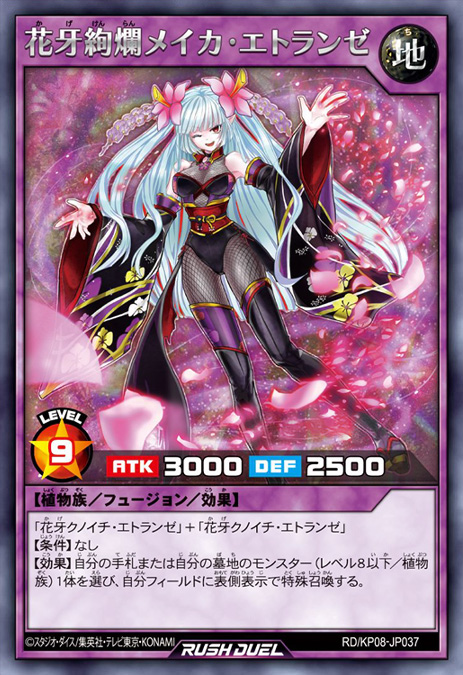 花牙絢爛メイカ・エトランゼ
地
LEVEL
9
ATK 3000 DEF 2500
【植物族/フュージョン/効果】
「花牙クノイチ・エトランゼ」+「花牙クノイチ・エトランゼ」
【条件】なし
【効果】自分の手札または自分の墓地のモンスター(レベル8以下/植物
族)1体を選び、自分フィールドに表側表示で特殊召喚する。
©スタジオ・ダイス/集英社・テレビ東京・KONAMI
RUSH DUEL
RD/KP08-JP037